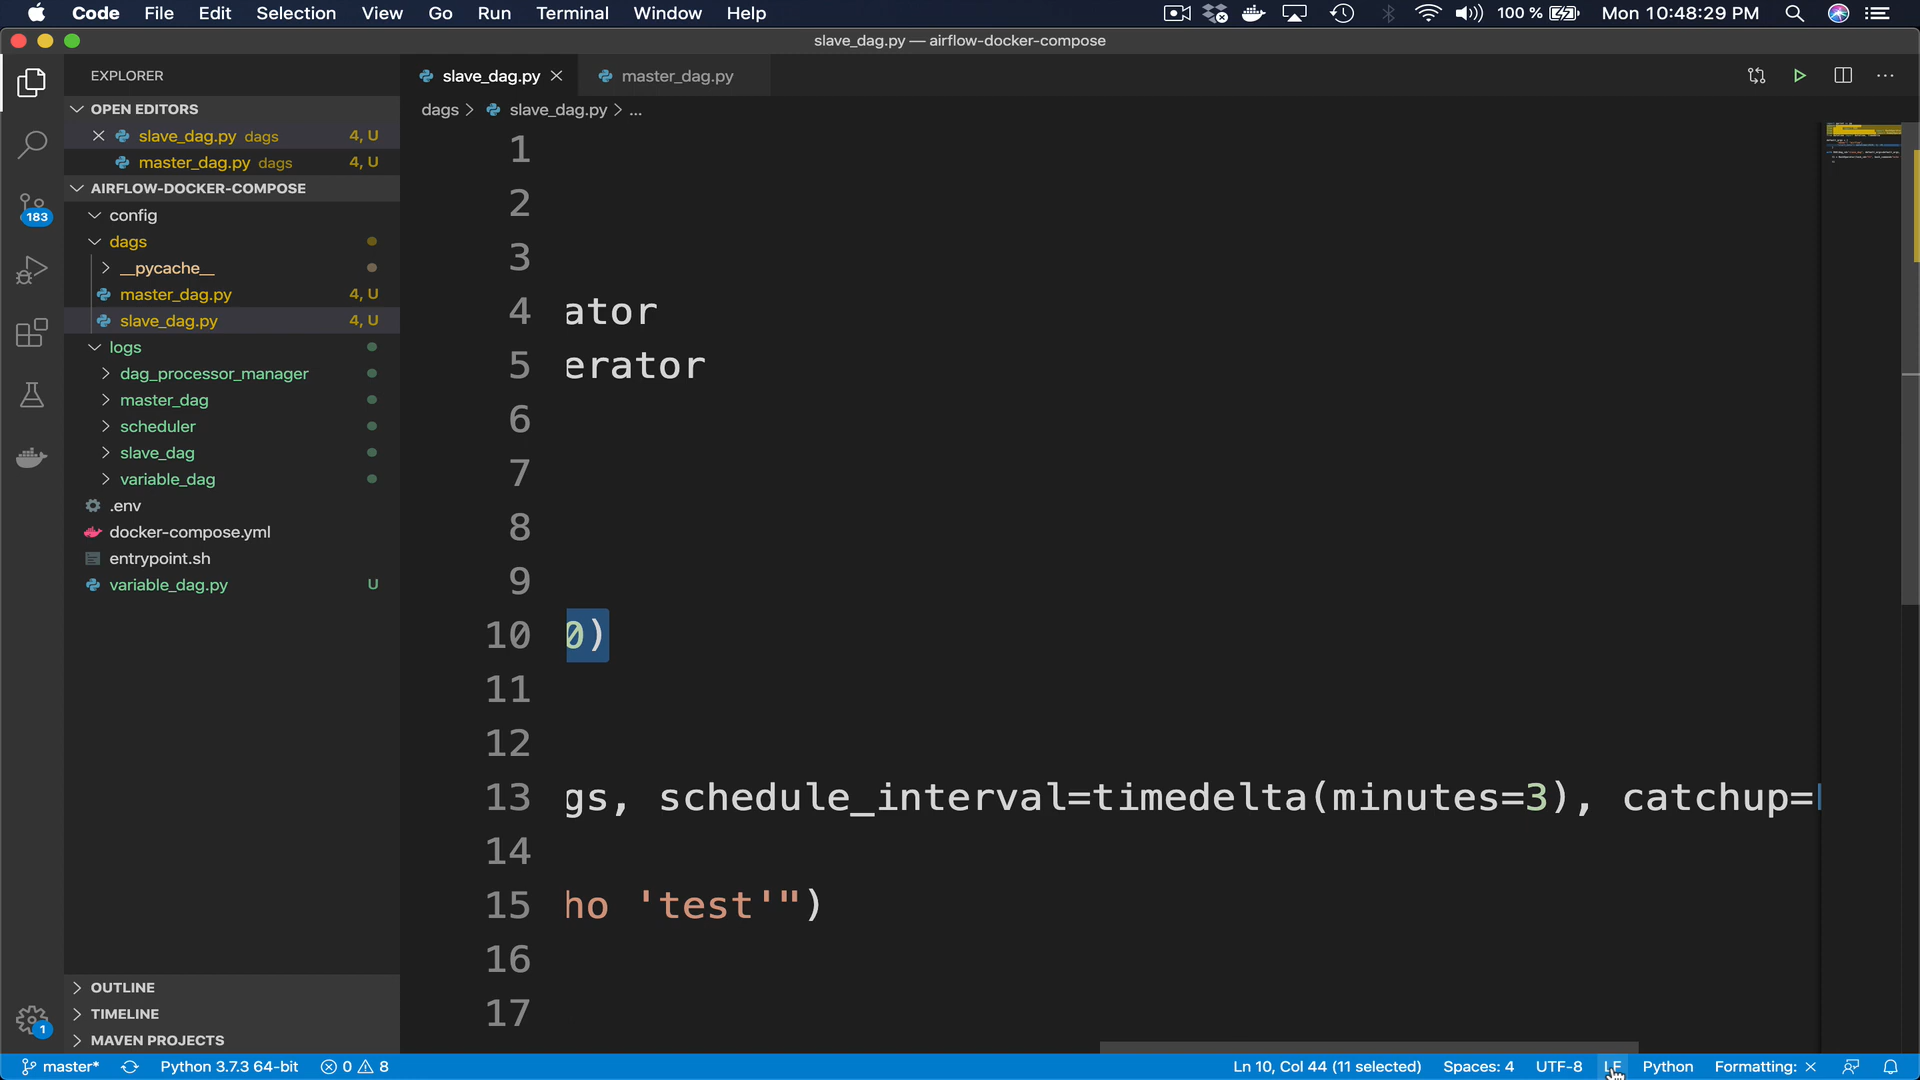 Code File Edit Selection View Go Run Terminal Window Help 100 % Mon 10:48:29 PM
slave_dag.py — airflow-docker-compose
EXPLORER
slave_dag.py master_dag.py
OPEN EDITORS
dags > slave_dag.py > ...
slave_dag.py dags 4, U
master_dag.py dags 4, U
AIRFLOW-DOCKER-COMPOSE
config
dags
__pycache__
master_dag.py 4, U
slave_dag.py 4, U
logs
dag_processor_manager
master_dag
scheduler
slave_dag
variable_dag
.env
docker-compose.yml
entrypoint.sh
variable_dag.py U
OUTLINE
TIMELINE
MAVEN PROJECTS
183
1
1
2
3
4 ator
5 erator
6
7
8
9
10 0)
11
12
13 gs, schedule_interval=timedelta(minutes=3), catchup=
14
15 ho 'test'")
16
17
master* Python 3.7.3 64-bit 0 8 Ln 10, Col 44 (11 selected) Spaces: 4 UTF-8 LF Python Formatting: ×